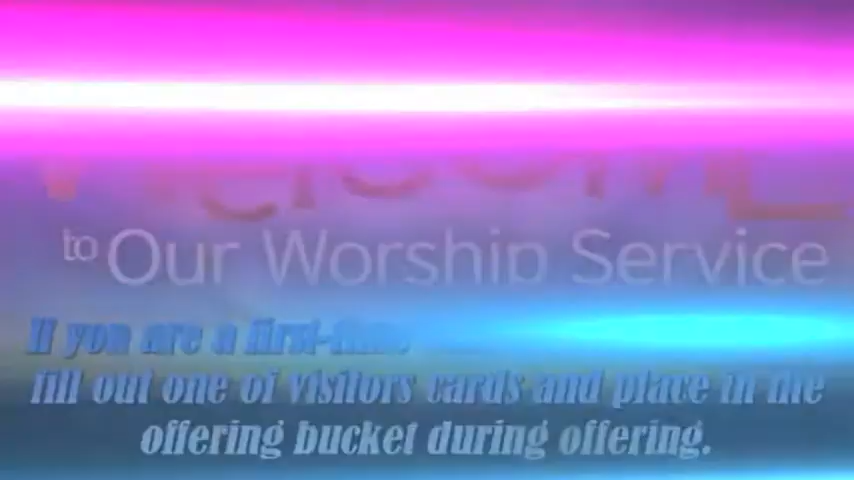 Welcome
to Our Worship Service
If you are a first-time
fill out one of visitors cards and place in the
offering bucket during offering.